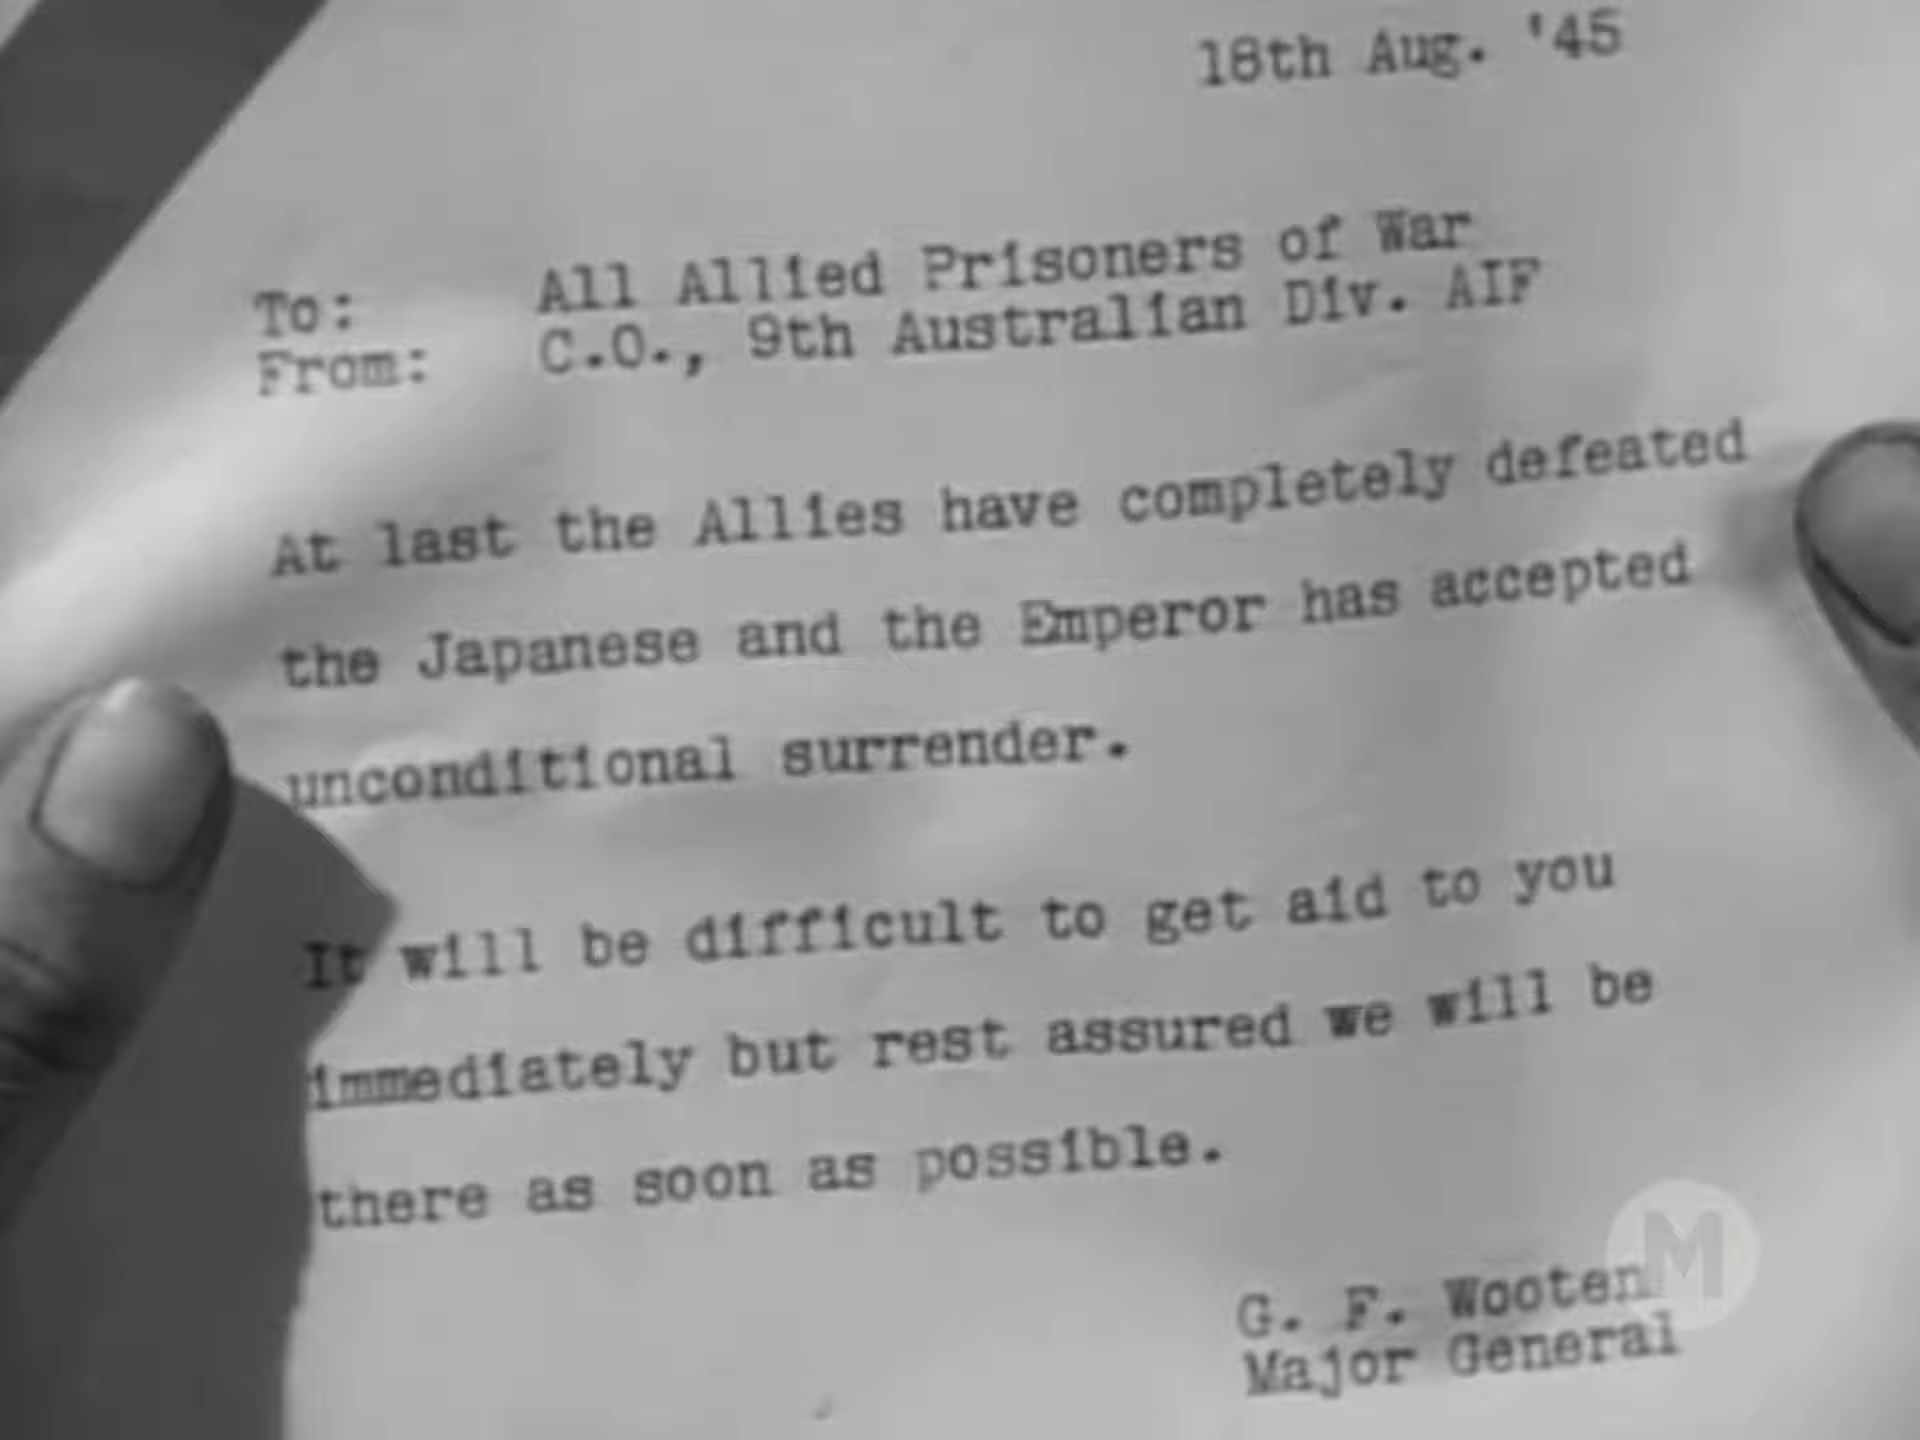 18th Aug. '45
To: All Allied Prisoners of War
From: C.O., 9th Australian Div. AIF
At last the Allies have completely defeated
the Japanese and the Emperor has accepted
unconditional surrender.
It will be difficult to get aid to you
immediately but rest assured we will be
there as soon as possible.
M
G. F. Wooten
Major General